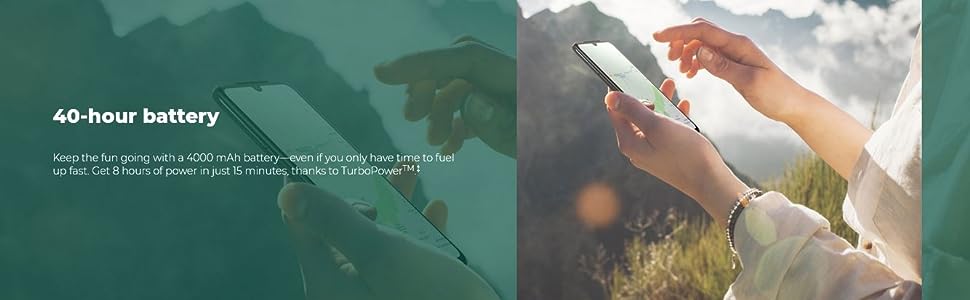 40-hour battery
Keep the fun going with a 4000 mAh battery—even if you only have time to fuel
up fast. Get 8 hours of power in just 15 minutes, thanks to TurboPower™‡